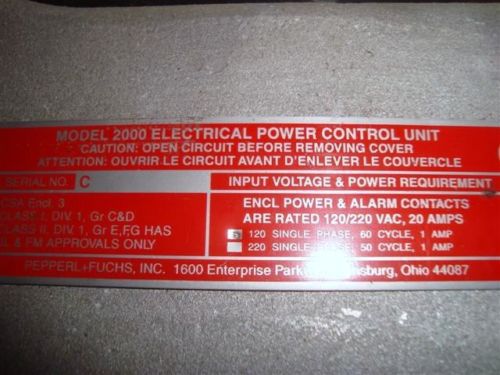 MODEL 2000 ELECTRICAL POWER CONTROL UNIT
CAUTION: OPEN CIRCUIT BEFORE REMOVING COVER
ATTENTION: OUVRIR LE CIRCUIT AVANT D'ENLEVER LE COUVERCLE
SERIAL NO. C
INPUT VOLTAGE & POWER REQUIREMENT
CSA Encl. 3
CLASS I, DIV 1, Gr C&D
CLASS II, DIV 1, Gr E,FG HAS
UL & FM APPROVALS ONLY
ENCL POWER & ALARM CONTACTS
ARE RATED 120/220 VAC, 20 AMPS
120 SINGLE PHASE, 60 CYCLE, 1 AMP
220 SINGLE PHASE, 50 CYCLE, 1 AMP
PEPPERL+FUCHS, INC. 1600 Enterprise Ohio 44087